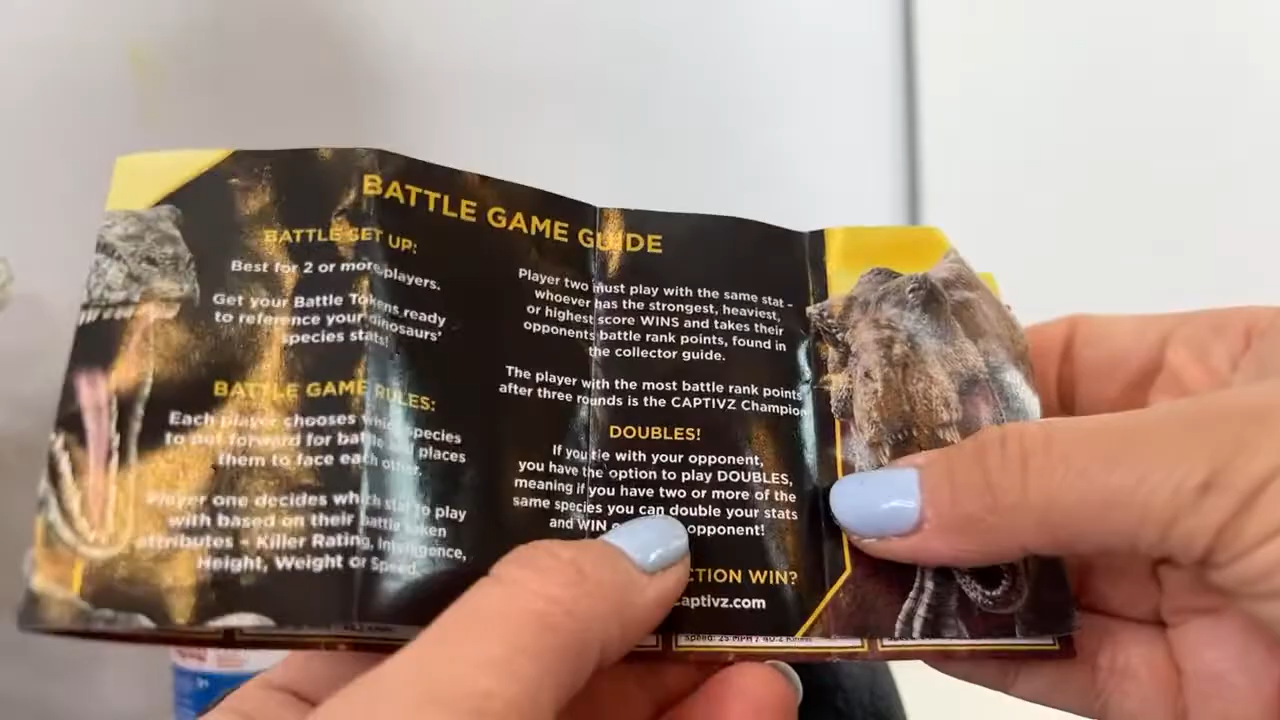 BATTLE GAME GUIDE
BATTLE SET UP:
Best for 2 or more players.
Get your Battle Tokens ready
to reference your dinosaurs'
species stats!
BATTLE GAME RULES:
Each player chooses which species
to put forward for battle places
them to face each other.
Player one decides which stat to play
with based on their battle token
attributes - Killer Rating, Intelligence,
Height, Weight or Speed.
Player two must play with the same stat -
whoever has the strongest, heaviest,
or highest score WINS and takes their
opponents battle rank points, found in
the collector guide.
The player with the most battle rank points
after three rounds is the CAPTIVZ Champion
DOUBLES!
If you tie with your opponent,
you have the option to play DOUBLES,
meaning if you have two or more of the
same species you can double your stats
and WIN opponent!
CTION WIN?
captivz.com
Speed: 25 MPH / 40.2